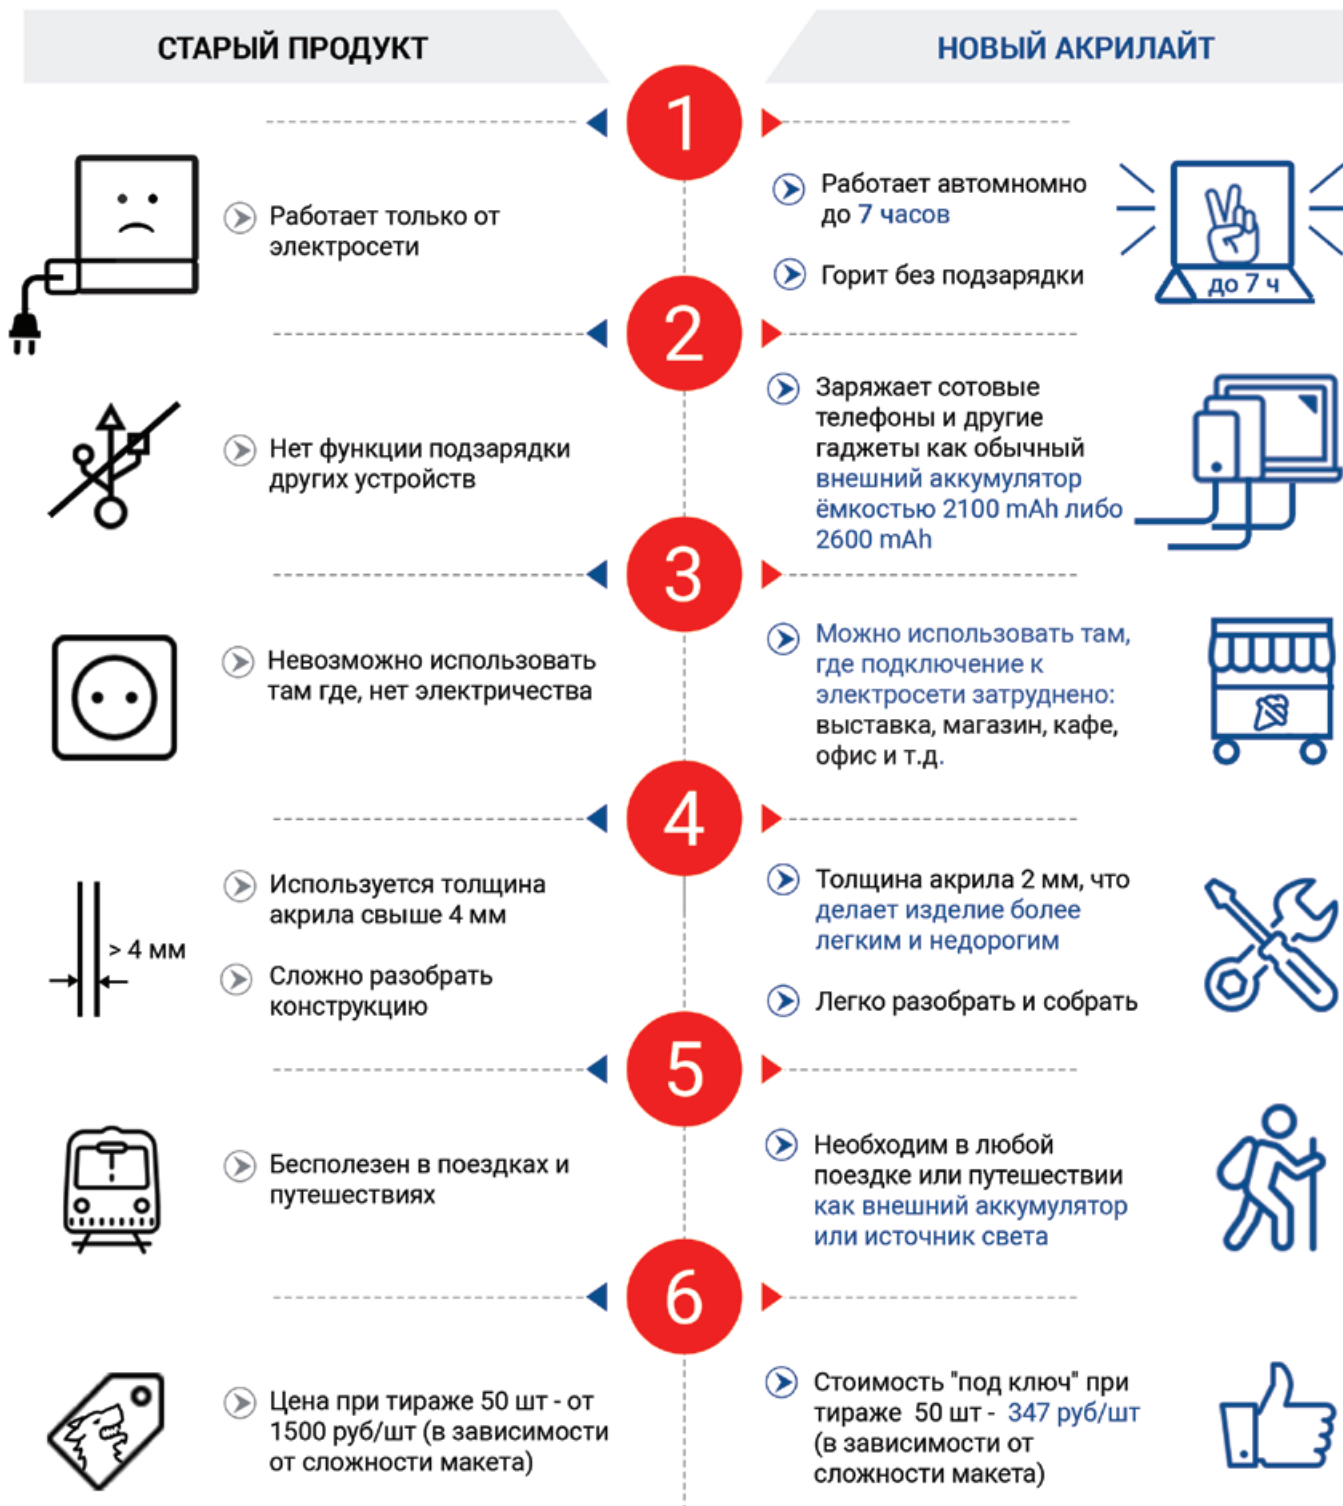 СТАРЫЙ ПРОДУКТ
НОВЫЙ АКРИЛАЙТ
1
Работает только от
электросети
Работает автомномно
до 7 часов
Горит без подзарядки
до 7 ч
2
Нет функции подзарядки
других устройств
Заряжает сотовые
телефоны и другие
гаджеты как обычный
внешний аккумулятор
ёмкостью 2100 mAh либо
2600 mAh
3
Невозможно использовать
там где, нет электричества
Можно использовать там,
где подключение к
электросети затруднено:
выставка, магазин, кафе,
офис и т.д.
4
Используется толщина
акрила свыше 4 мм
> 4 мм
Сложно разобрать
конструкцию
Толщина акрила 2 мм, что
делает изделие более
легким и недорогим
Легко разобрать и собрать
5
Бесполезен в поездках и
путешествиях
Необходим в любой
поездке или путешествии
как внешний аккумулятор
или источник света
6
Цена при тираже 50 шт - от
1500 руб/шт (в зависимости
от сложности макета)
Стоимость "под ключ" при
тираже 50 шт - 347 руб/шт
(в зависимости от
сложности макета)